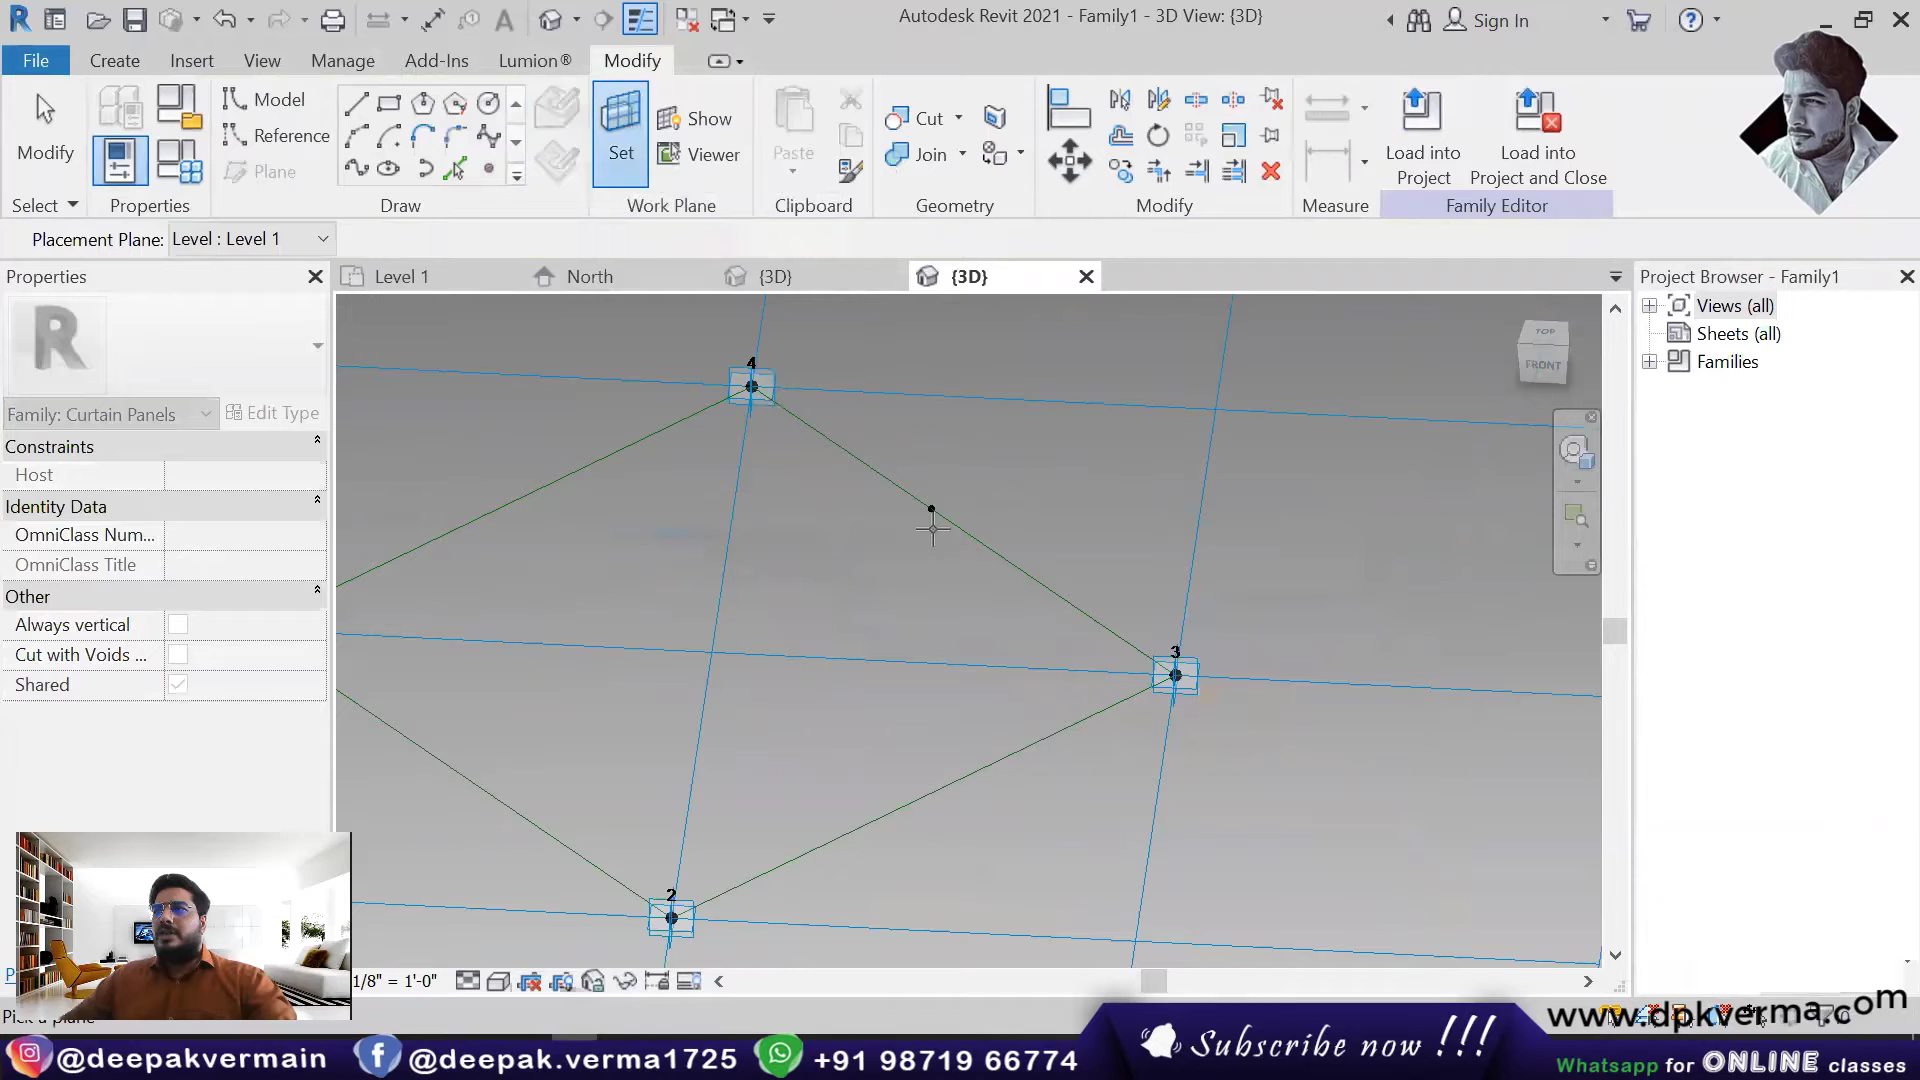 Autodesk Revit 2021 - Family1 - 3D View: {3D}
Sign In
File
Create
Insert
View
Manage
Add-Ins
Lumion®
Modify
Modify
Model
Reference
Plane
Set
Show
Viewer
Paste
Cut
Join
Load into
Project
Load into
Project and Close
Select
Properties
Draw
Work Plane
Clipboard
Geometry
Modify
Measure
Family Editor
Placement Plane:
Level : Level 1
Properties
Level 1
North
{3D}
{3D}
Project Browser - Family1
Views (all)
Sheets (all)
Families
Family: Curtain Panels
Edit Type
Constraints
Host
Identity Data
OmniClass Num...
OmniClass Title
Other
Always vertical
Cut with Voids ...
Shared
TOP
FRONT
4
3
2
1/8" = 1'-0"
www.dpkverma.com
@deepakvermain
@deepak.verma1725
+91 98719 66774
Subscribe now !!!
Whatsapp for ONLINE classes